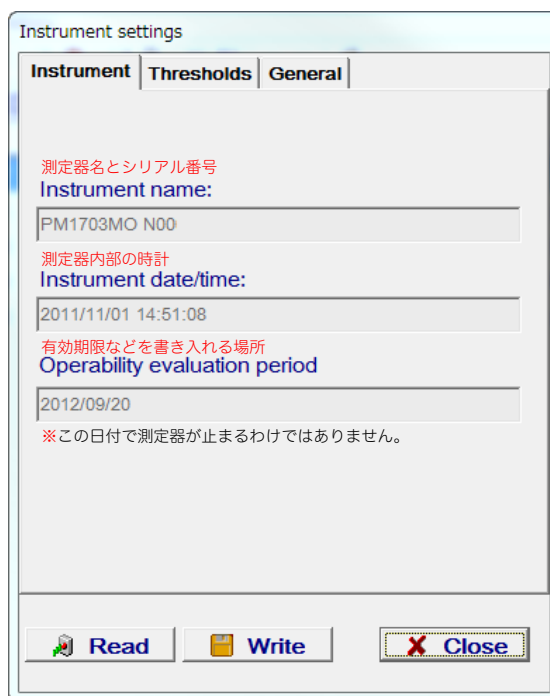 Instrument settings
Instrument Thresholds General
測定器名とシリアル番号
Instrument name:
PM1703MO N00
測定器内部の時計
Instrument date/time:
2011/11/01 14:51:08
有効期限などを書き入れる場所
Operability evaluation period
2012/09/20
※この日付で測定器が止まるわけではありません。
Read Write Close